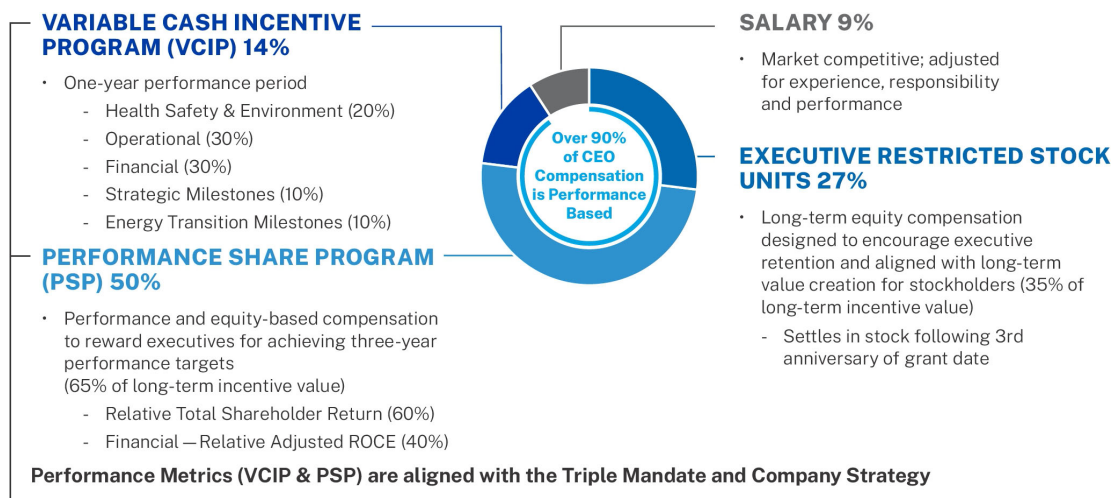 VARIABLE CASH INCENTIVE
PROGRAM (VCIP) 14%
• One-year performance period
- Health Safety & Environment (20%)
- Operational (30%)
- Financial (30%)
- Strategic Milestones (10%)
- Energy Transition Milestones (10%)
PERFORMANCE SHARE PROGRAM
(PSP) 50%
• Performance and equity-based compensation
to reward executives for achieving three-year
performance targets
(65% of long-term incentive value)
- Relative Total Shareholder Return (60%)
- Financial — Relative Adjusted ROCE (40%)
Over 90%
of CEO
Compensation
is Performance
Based
SALARY 9%
• Market competitive; adjusted
for experience, responsibility
and performance
EXECUTIVE RESTRICTED STOCK
UNITS 27%
• Long-term equity compensation
designed to encourage executive
retention and aligned with long-term
value creation for stockholders (35% of
long-term incentive value)
- Settles in stock following 3rd
anniversary of grant date
Performance Metrics (VCIP & PSP) are aligned with the Triple Mandate and Company Strategy